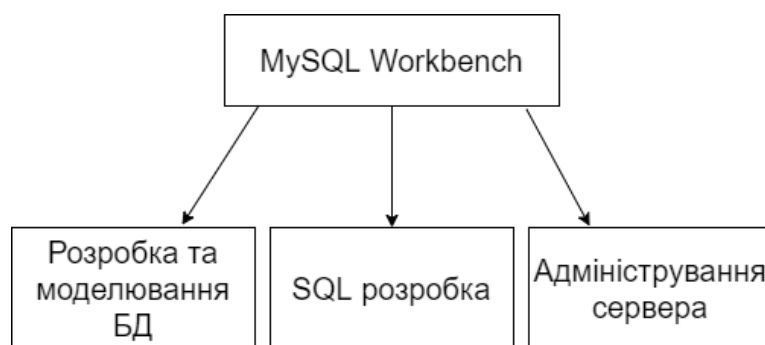 MySQL Workbench
Розробка та
моделювання
БД
SQL розробка
Адміністрування
сервера